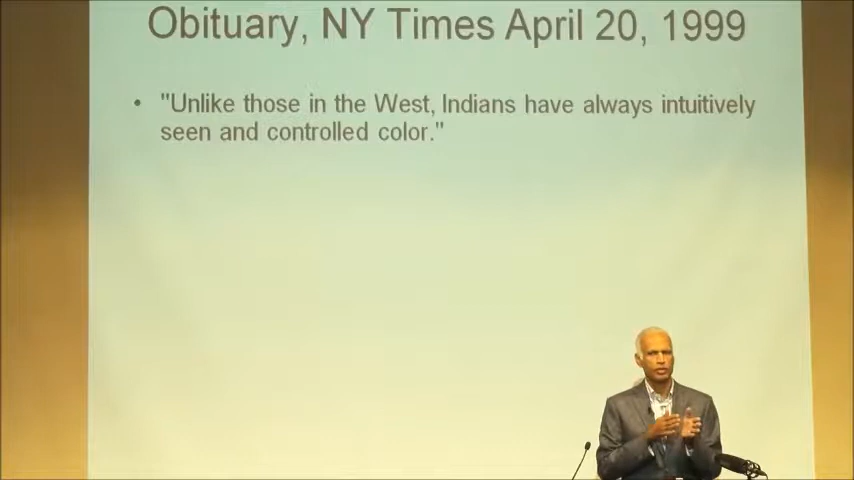 Obituary, NY Times April 20, 1999
• "Unlike those in the West, Indians have always intuitively
seen and controlled color."